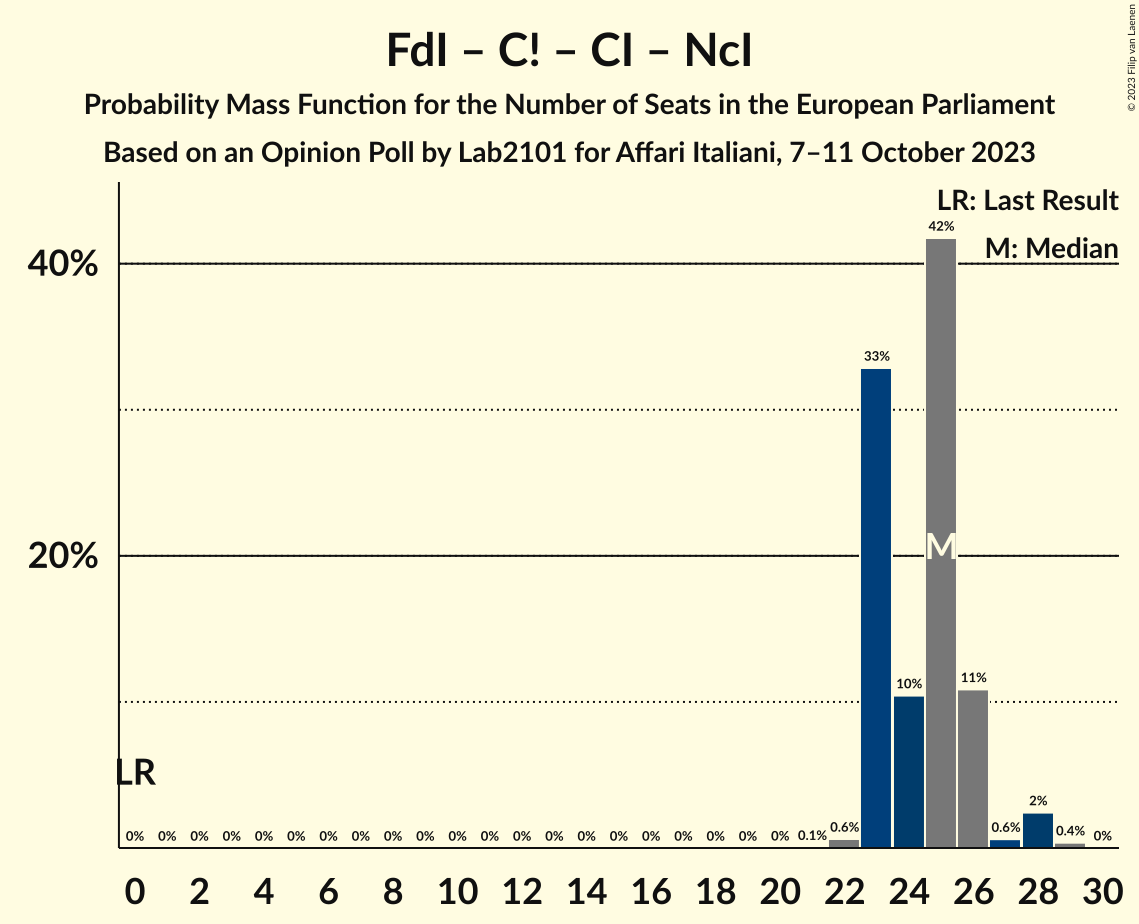 FdI – C! – CI – NcI
Probability Mass Function for the Number of Seats in the European Parliament
Based on an Opinion Poll by Lab2101 for Affari Italiani, 7–11 October 2023
© 2023 Filip van Laenen
LR: Last Result
M: Median
40%
20%
42%
33%
M
11%
10%
LR
2%
0% 0% 0% 0% 0% 0% 0% 0% 0% 0% 0% 0% 0% 0% 0% 0% 0% 0% 0% 0% 0% 0.1% 0.6% 0.6% 0.4% 0%
0 2 4 6 8 10 12 14 16 18 20 22 24 26 28 30